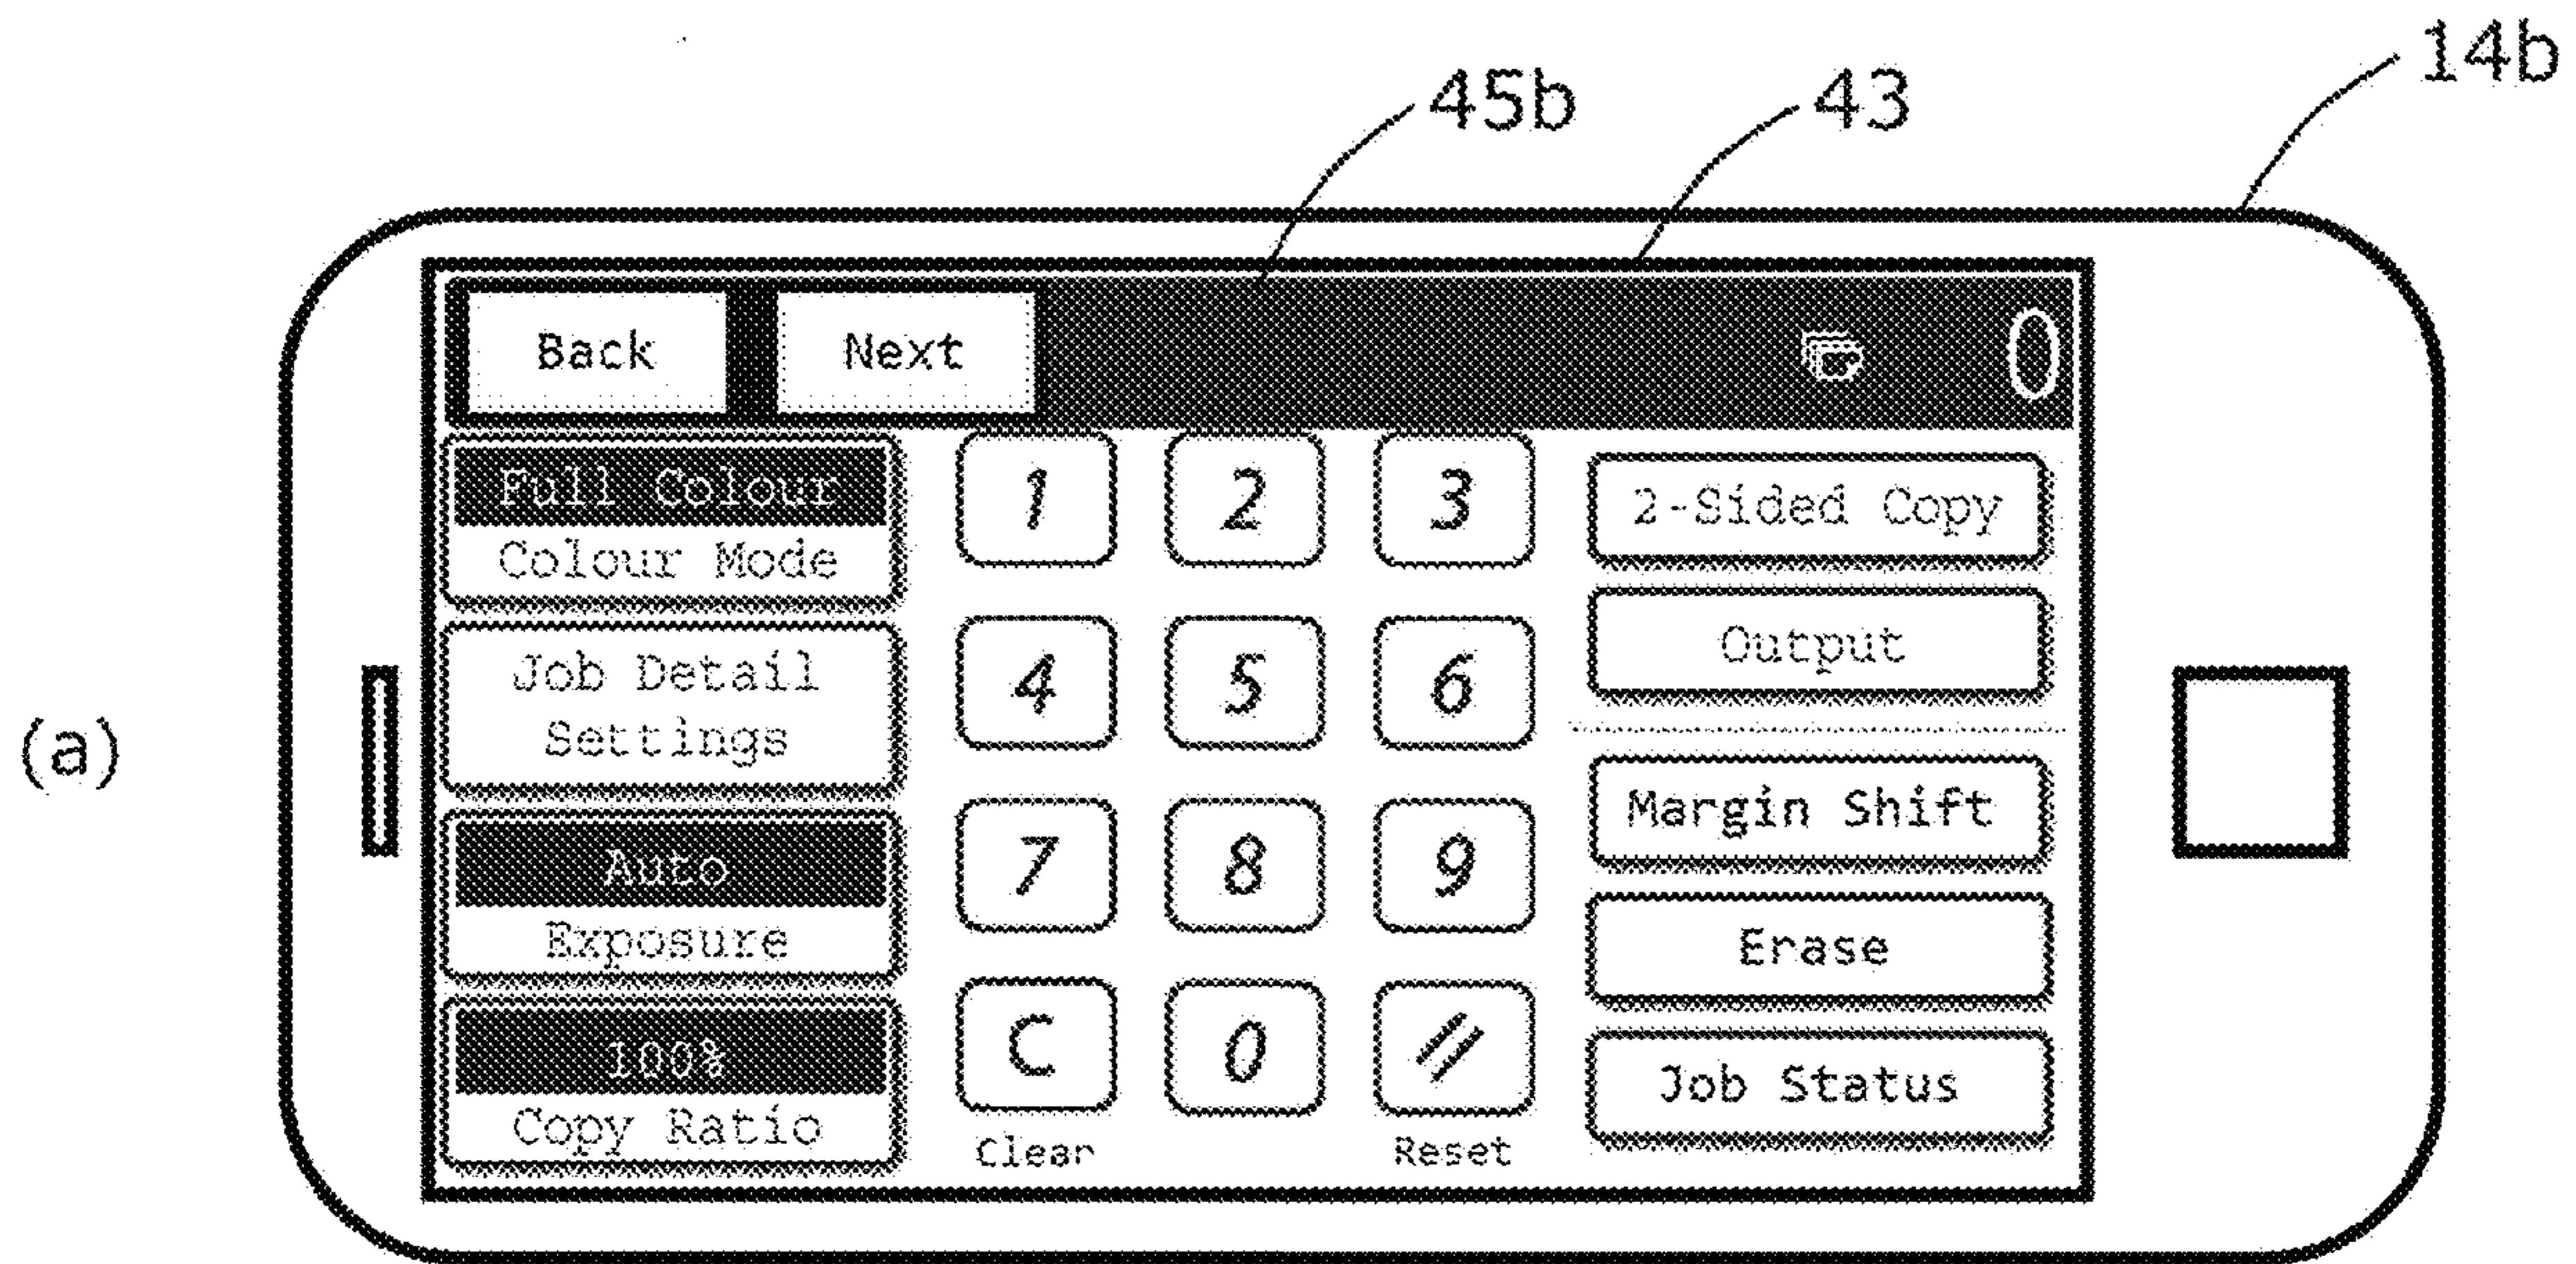 14b
45b
43
Back
Next
0
Full Colour
Colour Mode
Job Detail
Settings
Auto
Exposure
100%
Copy Ratio
1 2 3
4 5 6
7 8 9
C 0 //
Clear
Reset
2-Sided Copy
Output
Margin Shift
Erase
Job Status
(a)